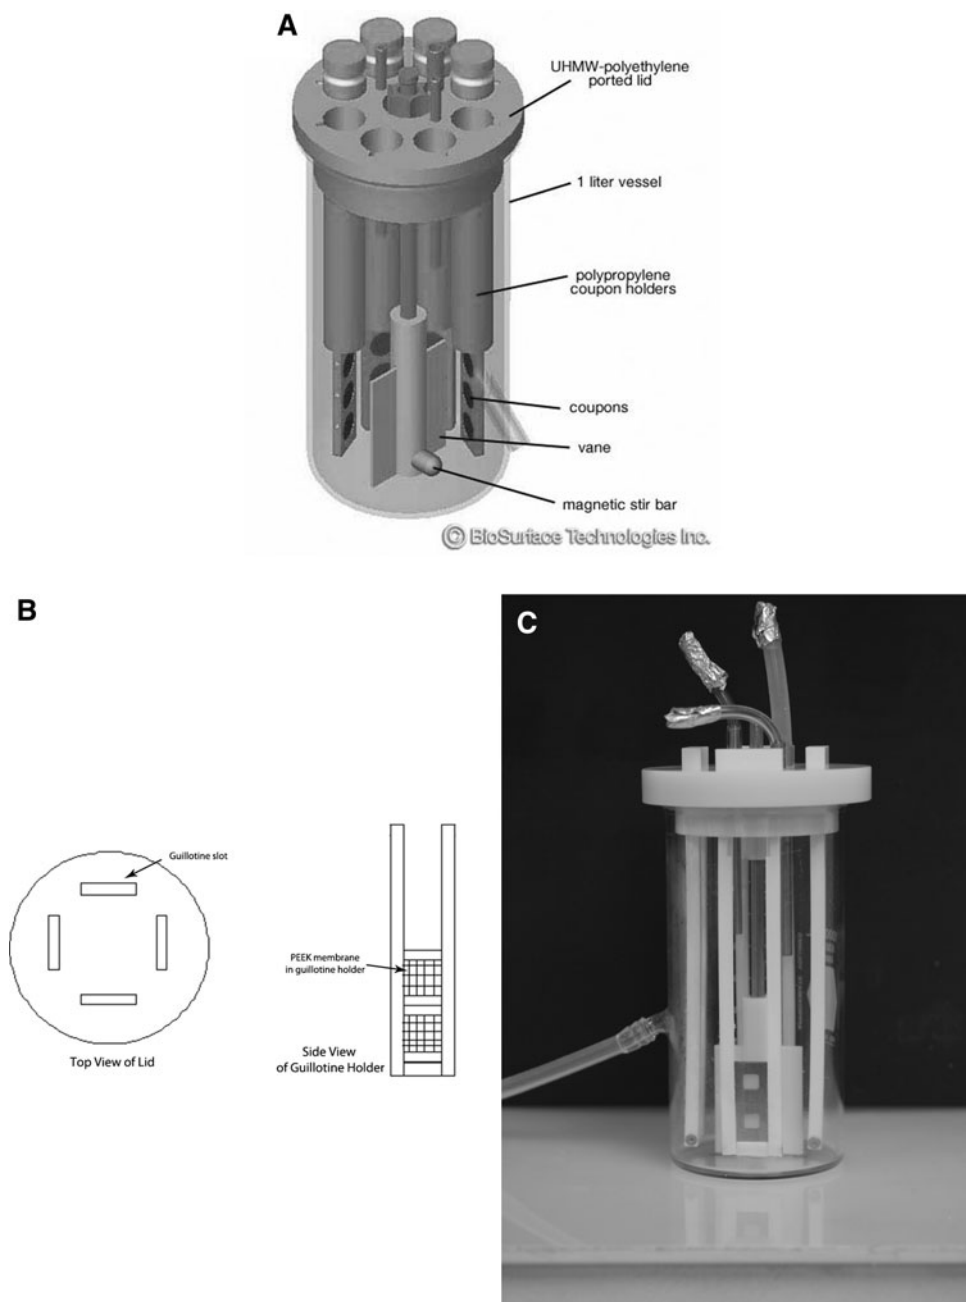 A
UHMW-polyethylene
ported lid
1 liter vessel
polypropylene
coupon holders
coupons
vane
magnetic stir bar
© BioSurface Technologies Inc.
B
Guillotine slot
Top View of Lid
PEEK membrane
in guillotine holder
Side View
of Guillotine Holder
C